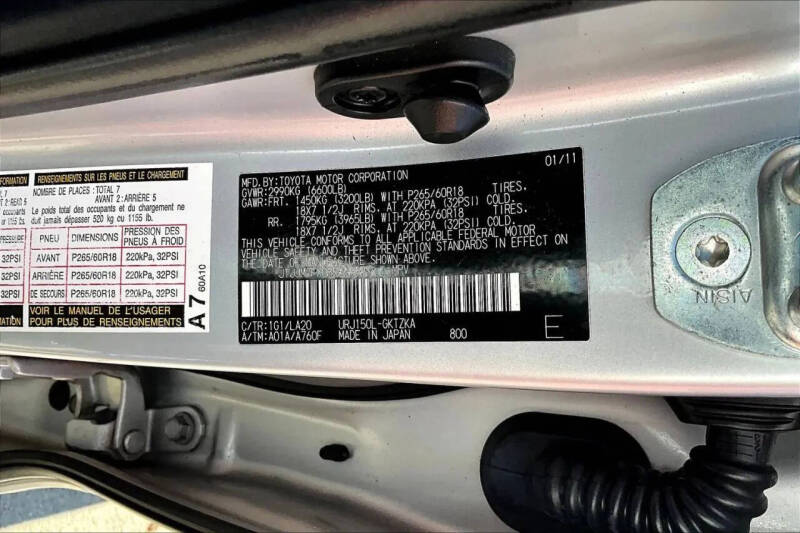 FORMATION
RENSEIGNEMENTS SUR LES PNEUS ET LE CHARGEMENT
NOMBRE DE PLACES : TOTAL 7
AVANT 2 : ARRIÈRE 5
Le poids total des occupants et du chargement ne
doit jamais dépasser 520 kg ou 1155 lb.
PNEU DIMENSIONS PRESSION DES PNEUS À FROID
32PSI AVANT P265/60R18 220kPa, 32PSI
32PSI ARRIÈRE P265/60R18 220kPa, 32PSI
32PSI DE SECOURS P265/60R18 220kPa, 32PSI
VOIR LE MANUEL DE L'USAGER
POUR PLUS DE RENSEIGNEMENTS
A7 60A10
MFD. BY: TOYOTA MOTOR CORPORATION 01/11
GVWR: 2990KG (6600LB)
GAWR: FRT. 1450KG (3200LB) WITH P265/60R18 TIRES.
18X7 1/2J RIMS, AT 220KPA (32PSI) COLD
RR. 1795KG (3965LB) WITH P265/60R18 TIRES.
18X7 1/2J RIMS, AT 220KPA (32PSI) COLD
THIS VEHICLE CONFORMS TO ALL APPLICABLE FEDERAL MOTOR
VEHICLE SAFETY AND THEFT PREVENTION STANDARDS IN EFFECT
ON THE DATE OF MANUFACTURE SHOWN ABOVE.
MPV
C/TR: 1G1/LA20 URJ150L-GKTZKA
A/TM: A01A/A760F MADE IN JAPAN 800 E
AISIN